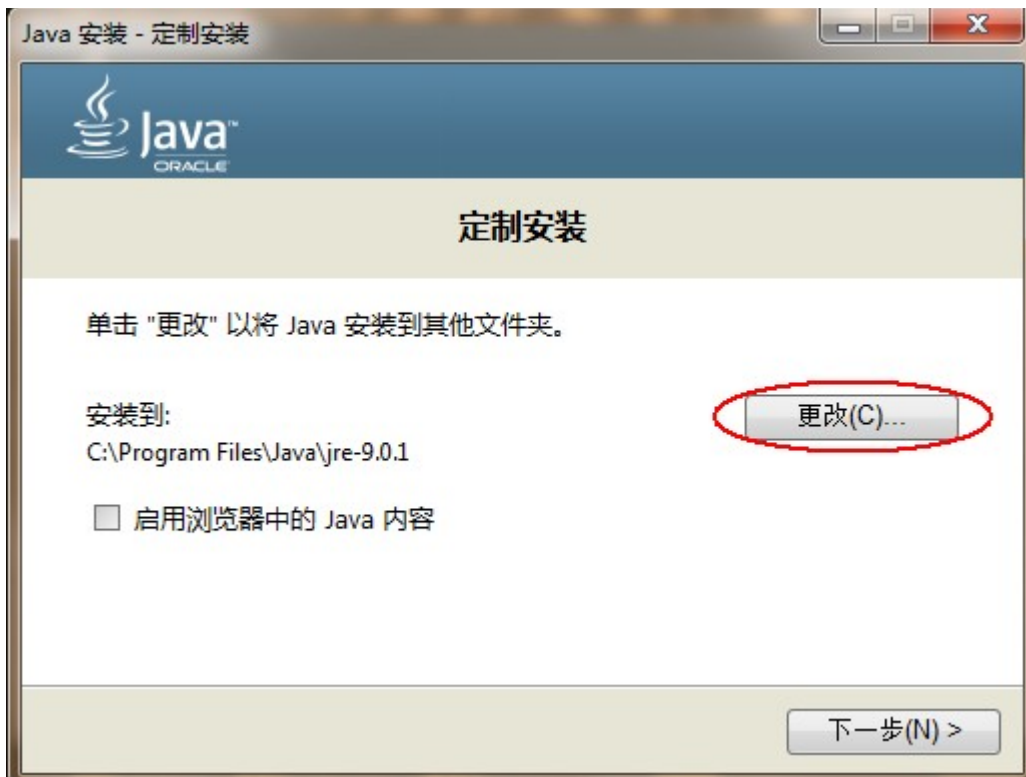 Java 安装 - 定制安装
Java™
ORACLE
定制安装
单击 "更改" 以将 Java 安装到其他文件夹。
安装到:
更改(C)...
C:\Program Files\Java\jre-9.0.1
启用浏览器中的 Java 内容
下一步(N) >